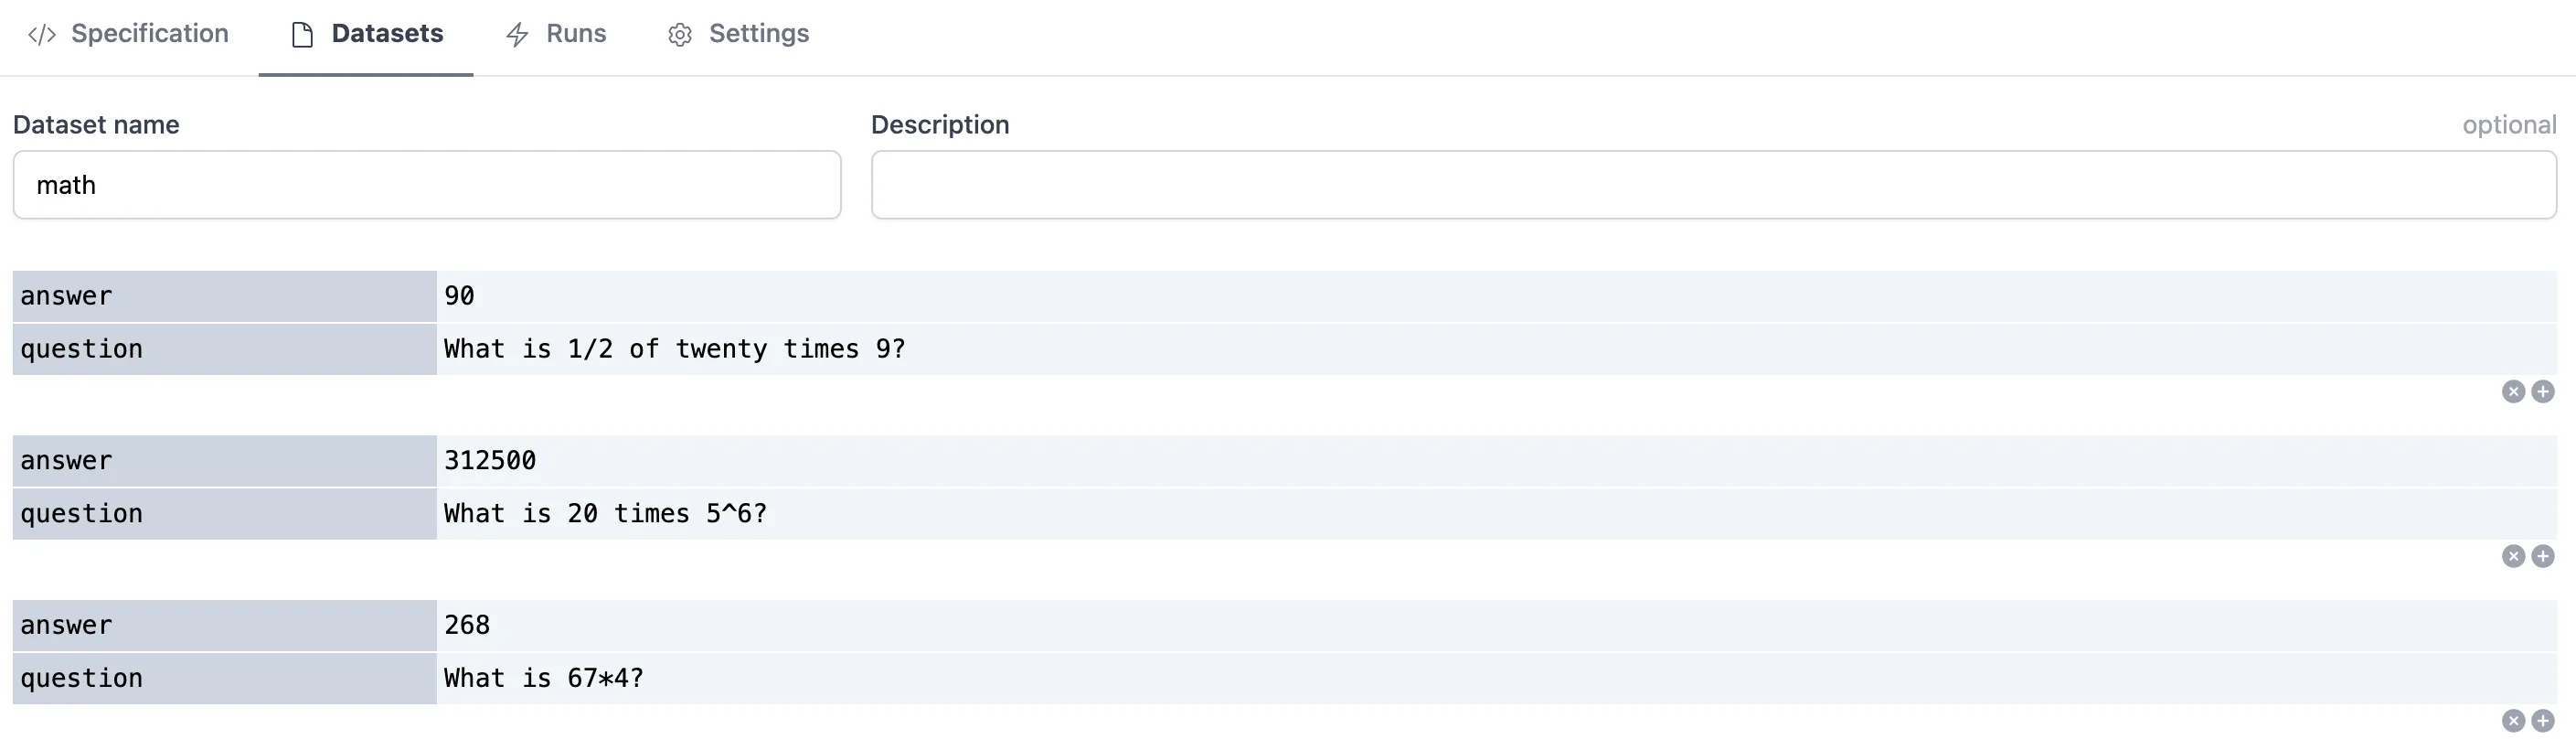 Specification Datasets Runs Settings
Dataset name Description optional
math
answer 90
question What is 1/2 of twenty times 9?
answer 312500
question What is 20 times 5^6?
answer 268
question What is 67*4?